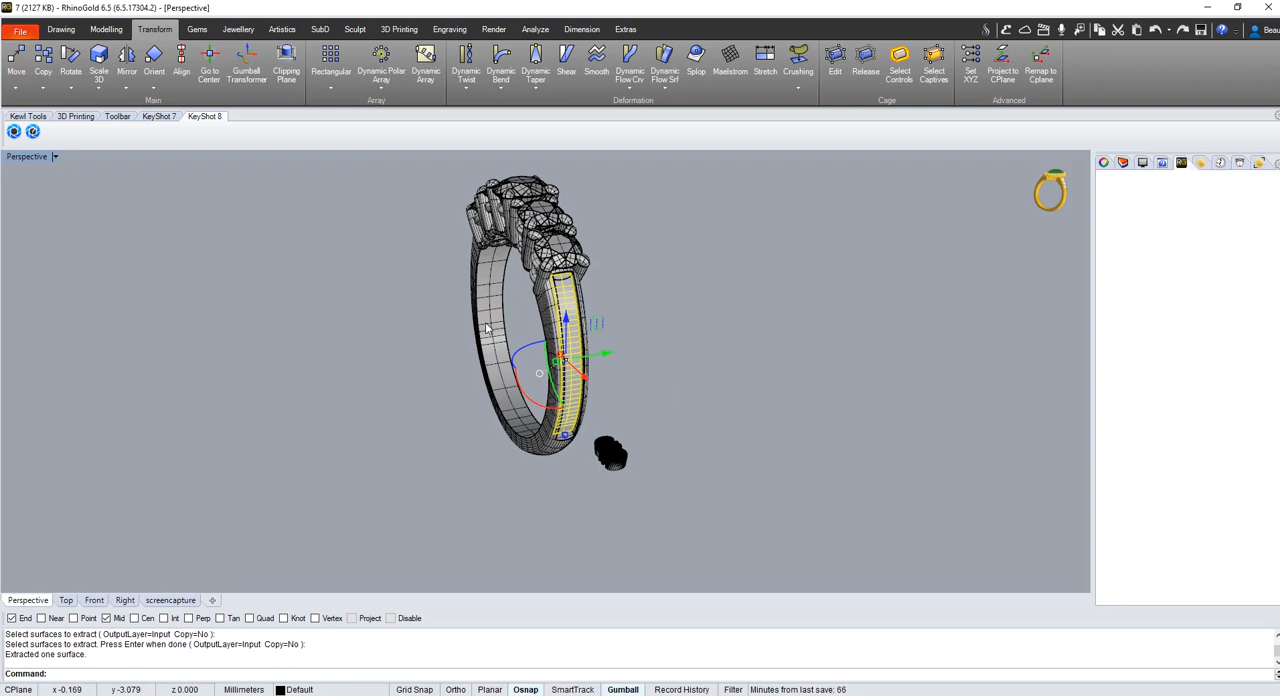 7 (2127 KB) - RhinoGold 6.5 (6.5.17304.2) - [Perspective]
File Drawing Modelling Transform Gems Jewellery Artistics SubD Sculpt 3D Printing Engraving Render Analyze Dimension Extras
Beau
Move Copy Rotate Scale 3D Mirror Orient Align Go to Center Gumball Transformer Clipping Plane
Rectangular Dynamic Polar Array Dynamic Array
Dynamic Twist Dynamic Bend Dynamic Taper Shear Smooth Dynamic Flow Crv Dynamic Flow Srf Splop Maelstrom Stretch Crushing
Edit Release Select Controls Select Captives
Set XYZ Project to CPlane Remap to Cplane
Main Array Deformation Cage Advanced
Kewl Tools 3D Printing Toolbar KeyShot 7 KeyShot 8
Perspective
RG
Perspective Top Front Right screencapture
End Near Point Mid Cen Int Perp Tan Quad Knot Vertex Project Disable
Select surfaces to extract ( OutputLayer=Input Copy=No ):
Select surfaces to extract. Press Enter when done ( OutputLayer=Input Copy=No ):
Extracted one surface.
Command:
CPlane x -0.169 y -3.079 z 0.000 Millimeters Default Grid Snap Ortho Planar Osnap SmartTrack Gumball Record History Filter Minutes from last save: 66